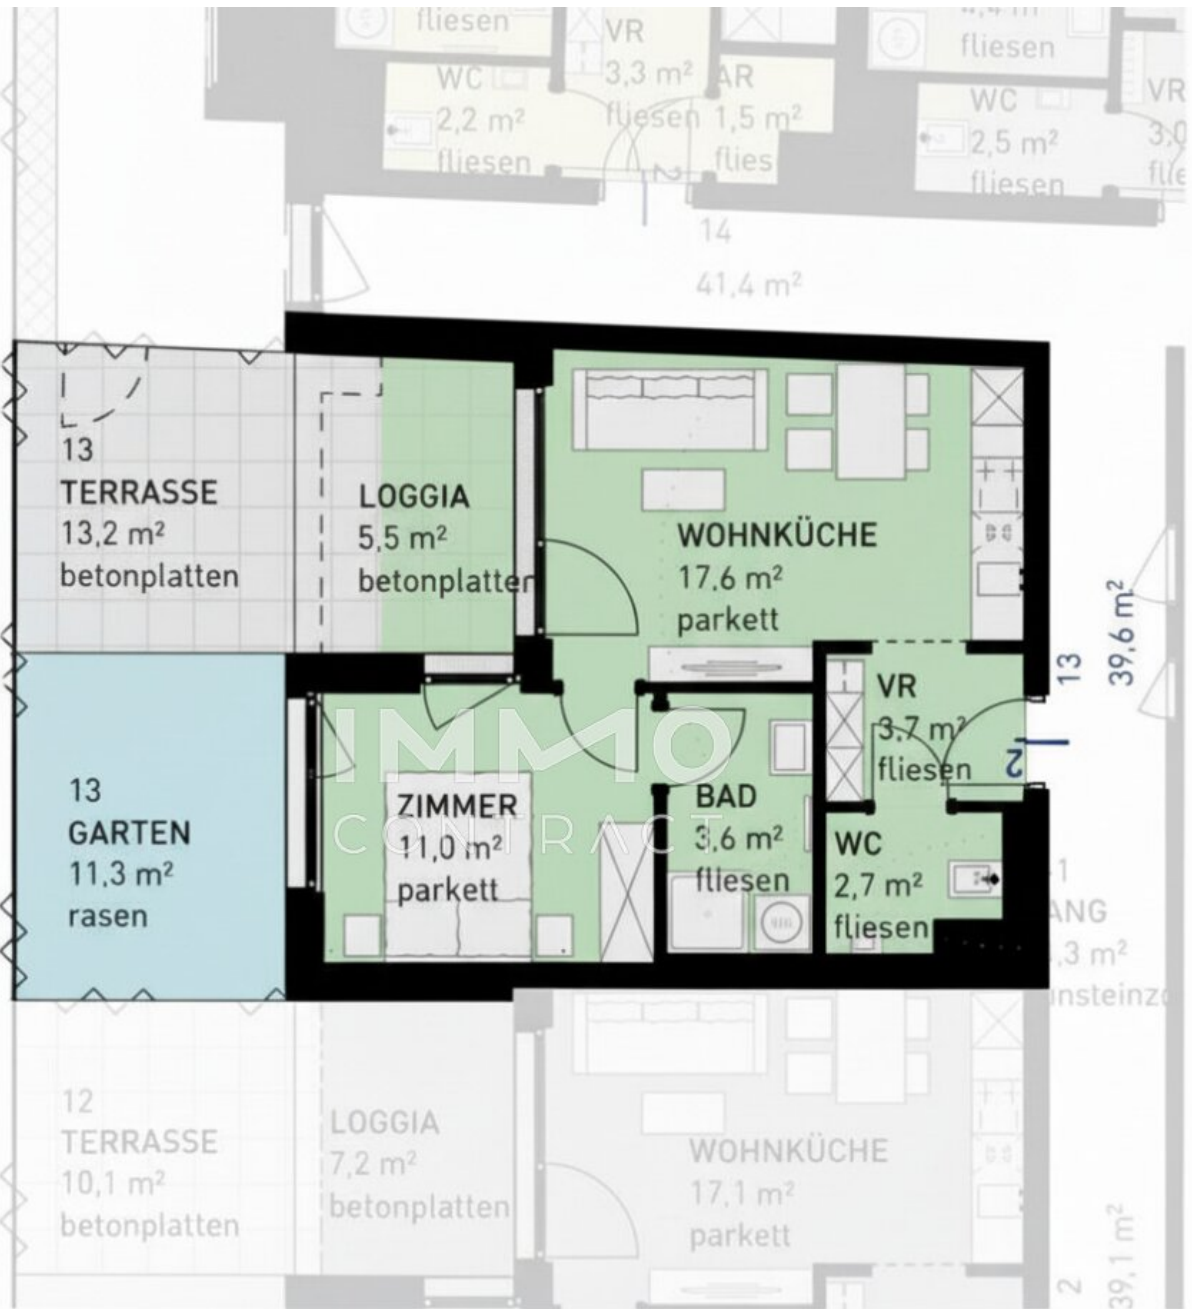 fliesen
VR
3,3 m²
fliesen
WC
2,2 m²
fliesen
AR
1,5 m²
flies
fliesen
WC
2,5 m²
fliesen
VR
14
41,4 m²
13
TERRASSE
13,2 m²
betonplatten
LOGGIA
5,5 m²
betonplatten
WOHNKÜCHE
17,6 m²
parkett
13
39,6 m²
VR
3,7 m²
fliesen
2
13
GARTEN
11,3 m²
rasen
ZIMMER
11,0 m²
parkett
BAD
3,6 m²
fliesen
WC
2,7 m²
fliesen
IMMO
CONTRACT
12
TERRASSE
10,1 m²
betonplatten
LOGGIA
7,2 m²
betonplatten
WOHNKÜCHE
17,1 m²
parkett
2
39,1 m²